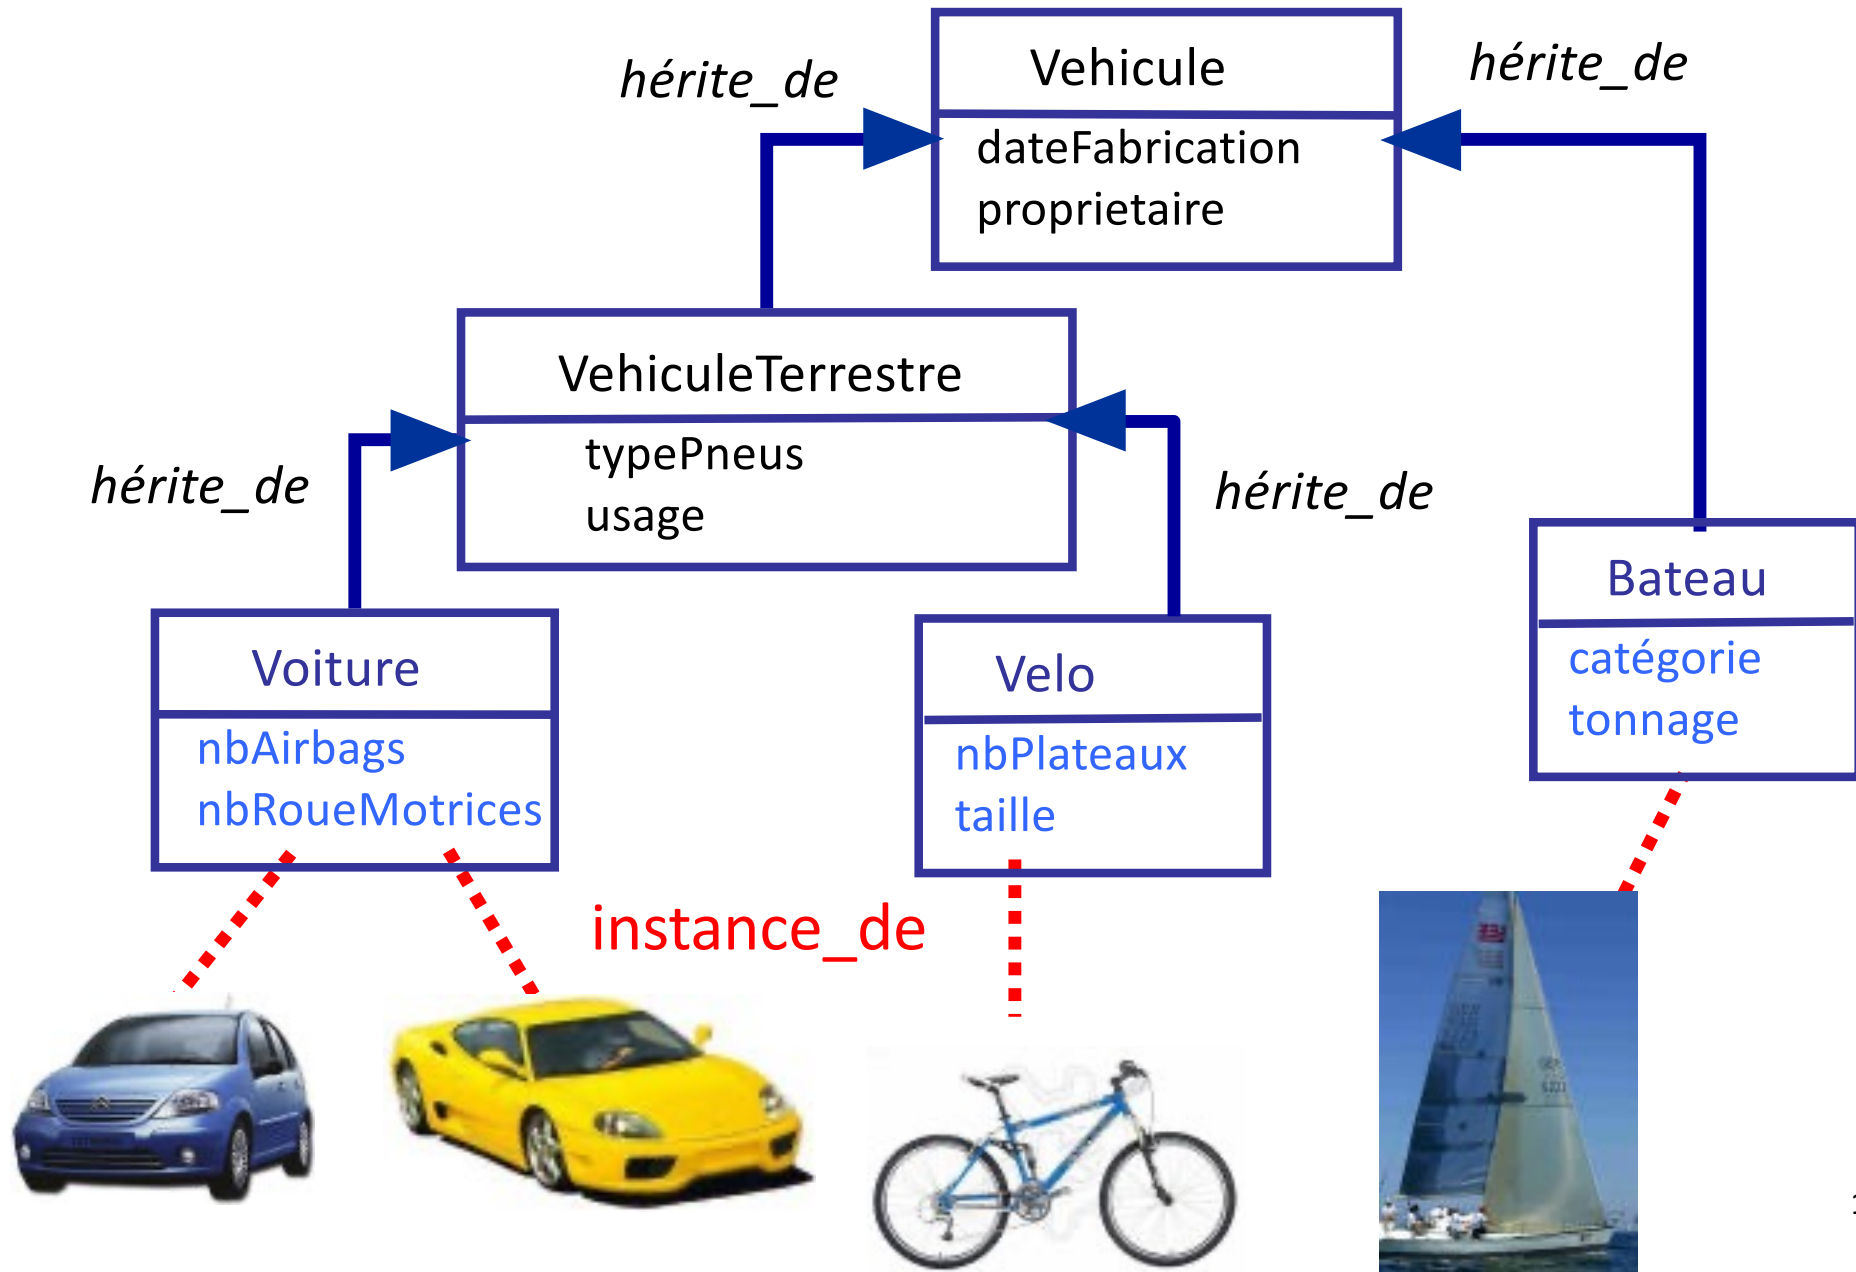 hérite_de
Vehicule
hérite_de
dateFabrication
proprietaire
VehiculeTerrestre
typePneus
usage
hérite_de
hérite_de
Bateau
catégorie
tonnage
Voiture
nbAirbags
nbRoueMotrices
Velo
nbPlateaux
taille
instance_de